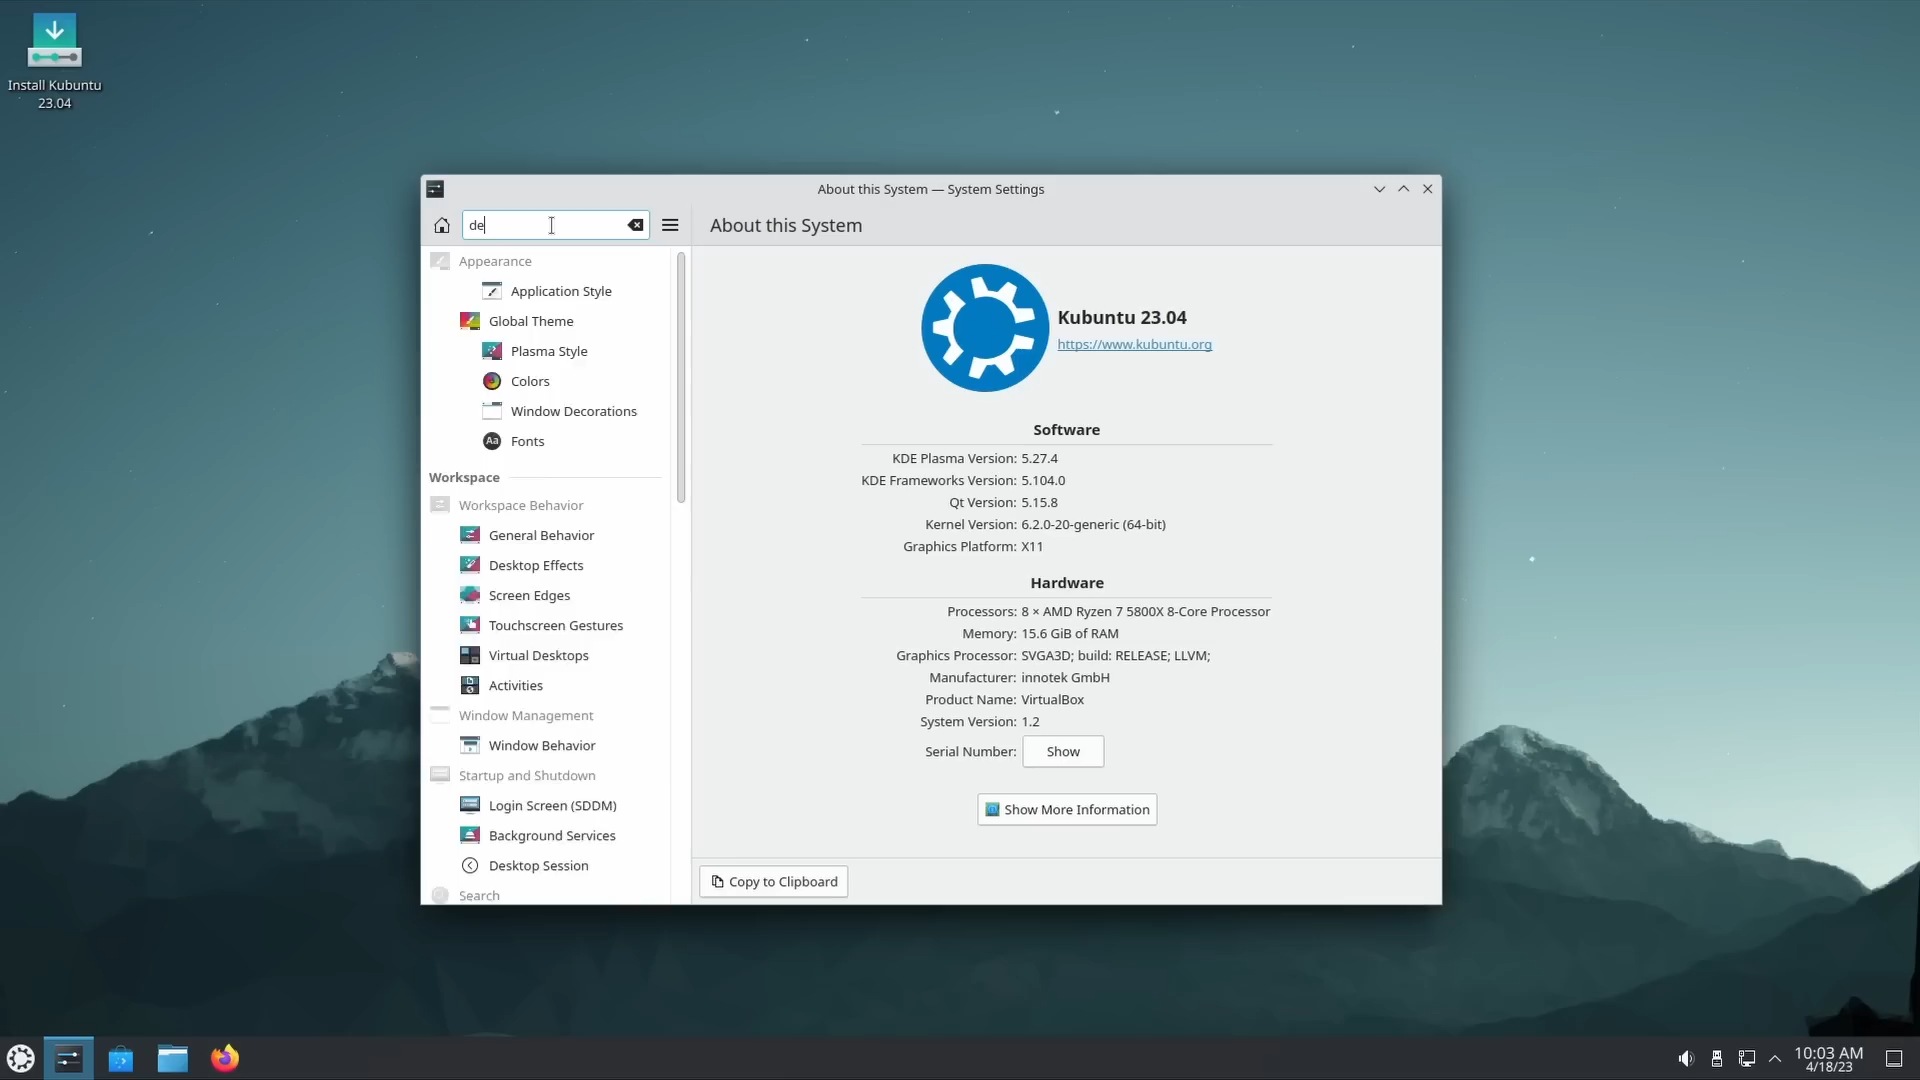 Install Kubuntu
23.04
About this System — System Settings
de
About this System
Appearance
Application Style
Global Theme
Plasma Style
Colors
Window Decorations
Aa Fonts
Workspace
Workspace Behavior
General Behavior
Desktop Effects
Screen Edges
Touchscreen Gestures
Virtual Desktops
Activities
Window Management
Window Behavior
Startup and Shutdown
Login Screen (SDDM)
Background Services
Desktop Session
Search
Kubuntu 23.04
https://www.kubuntu.org
Software
KDE Plasma Version: 5.27.4
KDE Frameworks Version: 5.104.0
Qt Version: 5.15.8
Kernel Version: 6.2.0-20-generic (64-bit)
Graphics Platform: X11
Hardware
Processors: 8 × AMD Ryzen 7 5800X 8-Core Processor
Memory: 15.6 GiB of RAM
Graphics Processor: SVGA3D; build: RELEASE; LLVM;
Manufacturer: innotek GmbH
Product Name: VirtualBox
System Version: 1.2
Serial Number: Show
Show More Information
Copy to Clipboard
10:03 AM
4/18/23